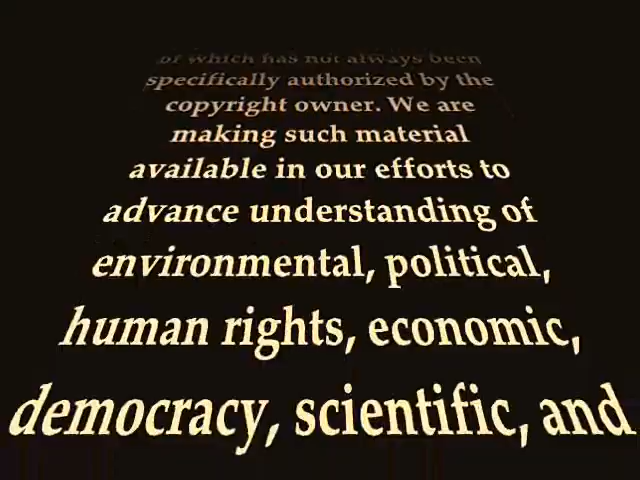 of which has not always been
specifically authorized by the
copyright owner. We are
making such material
available in our efforts to
advance understanding of
environmental, political,
human rights, economic,
democracy, scientific, and